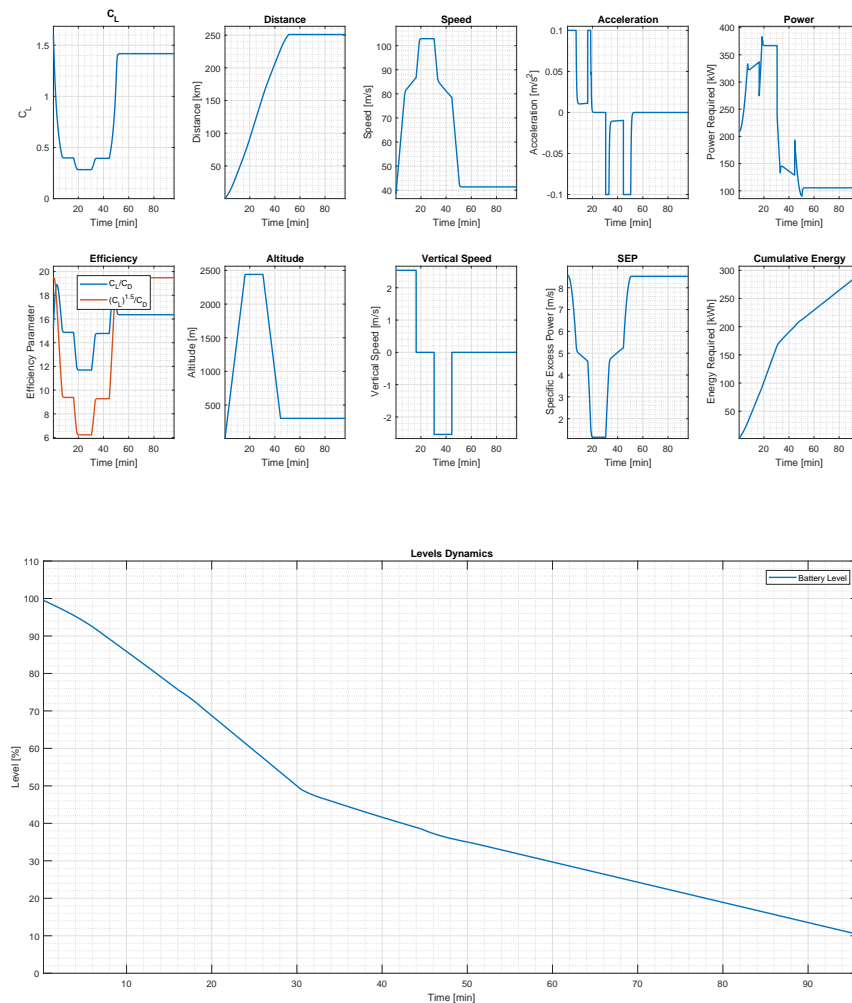 C_L
Distance
Speed
Acceleration
Power
C_L
0
0.5
1
1.5
20 40 60 80
Time [min]
Distance [km]
50
100
150
200
250
20 40 60 80
Time [min]
Speed [m/s]
40
60
80
100
20 40 60 80
Time [min]
Acceleration [m/s²]
-0.1
-0.05
0
0.05
0.1
20 40 60 80
Time [min]
Power Required [kW]
100
150
200
250
300
350
20 40 60 80
Time [min]
Efficiency
Altitude
Vertical Speed
SEP
Cumulative Energy
Efficiency Parameter
6
8
10
12
14
16
18
20
C_L/C_D
(C_L)^1.5/C_D
20 40 60 80
Time [min]
Altitude [m]
500
1000
1500
2000
2500
20 40 60 80
Time [min]
Vertical Speed [m/s]
-2
-1
0
1
2
20 40 60 80
Time [min]
Specific Excess Power [m/s]
2
3
4
5
6
7
8
20 40 60 80
Time [min]
Energy Required [kWh]
50
100
150
200
250
300
20 40 60 80
Time [min]
Levels Dynamics
Battery Level
Level [%]
0
10
20
30
40
50
60
70
80
90
100
110
10 20 30 40 50 60 70 80 90
Time [min]